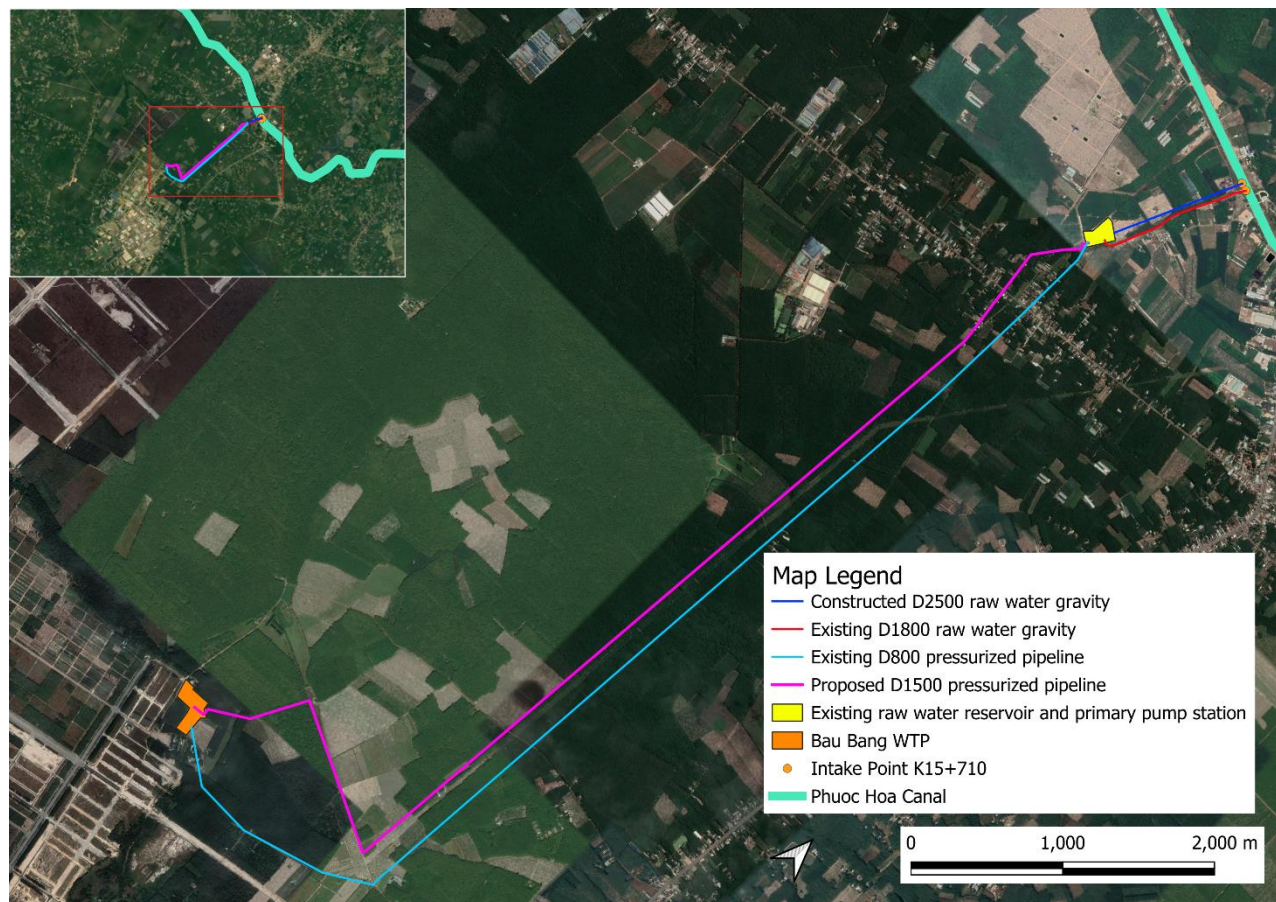 Map Legend
Constructed D2500 raw water gravity
Existing D1800 raw water gravity
Existing D800 pressurized pipeline
Proposed D1500 pressurized pipeline
Existing raw water reservoir and primary pump station
Bau Bang WTP
Intake Point K15+710
Phuoc Hoa Canal
0 1,000 2,000 m